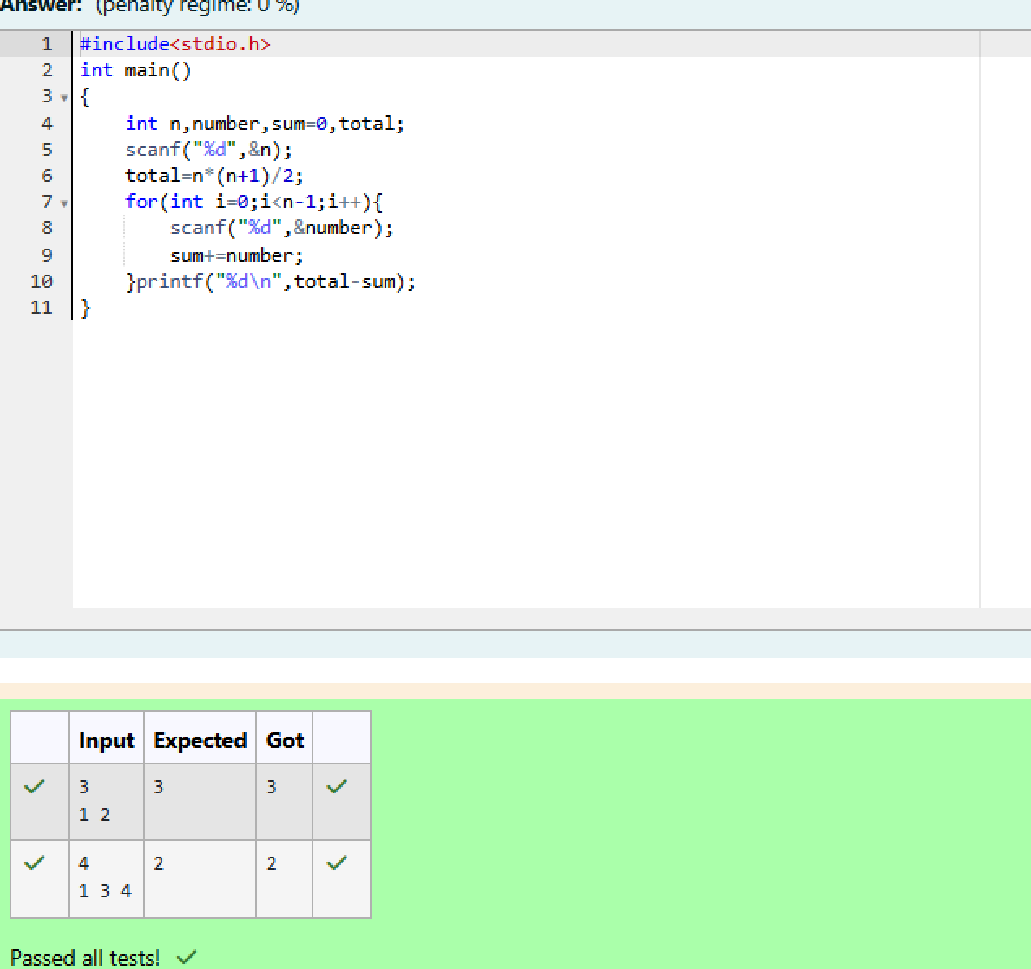 Answer: (penalty regime: 0 %)
1 #include<stdio.h>
2 int main()
3 {
4 int n,number,sum=0,total;
5 scanf("%d",&n);
6 total=n*(n+1)/2;
7 for(int i=0;i<n-1;i++){
8 scanf("%d",&number);
9 sum+=number;
10 }printf("%d\n",total-sum);
11 }
Input Expected Got
3 3 3
1 2
4 2 2
1 3 4
Passed all tests!